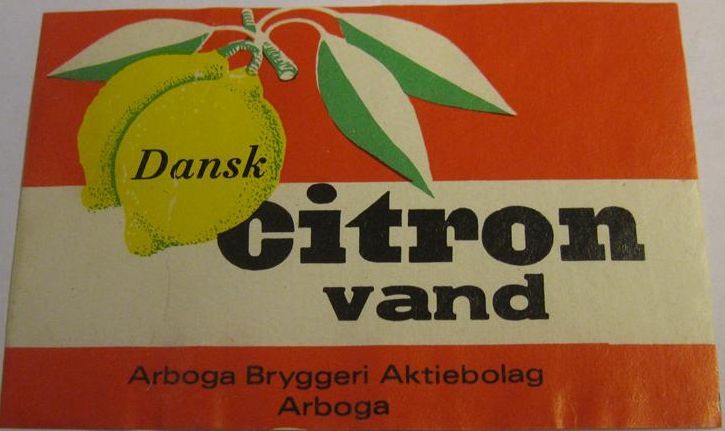 Dansk
citron
vand
Arboga Bryggeri Aktiebolag
Arboga